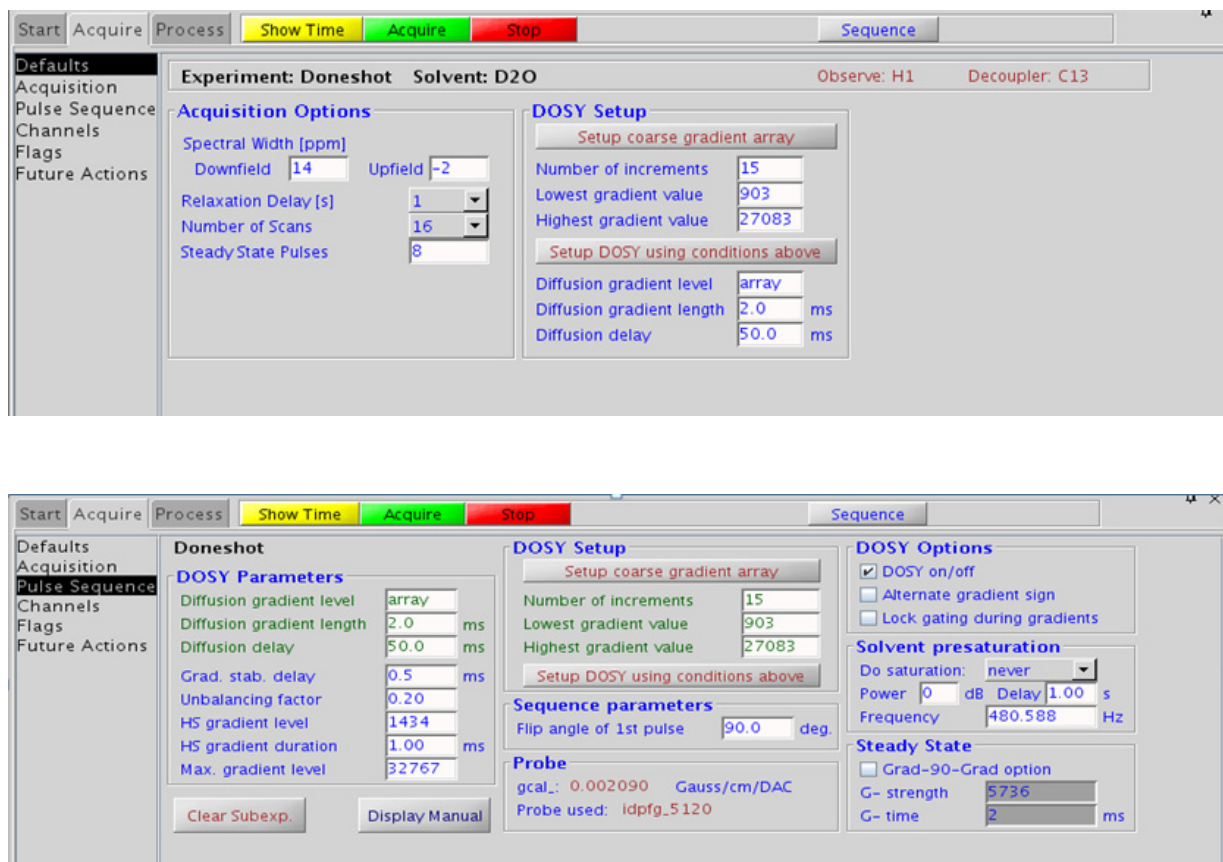 Start Acquire Process Show Time Acquire Stop Sequence
Defaults
Acquisition
Pulse Sequence
Channels
Flags
Future Actions
Experiment: Doneshot Solvent: D2O Observe: H1 Decoupler: C13
Acquisition Options
Spectral Width [ppm]
Downfield 14 Upfield -2
Relaxation Delay [s] 1
Number of Scans 16
Steady State Pulses 8
DOSY Setup
Setup coarse gradient array
Number of increments 15
Lowest gradient value 903
Highest gradient value 27083
Setup DOSY using conditions above
Diffusion gradient level array
Diffusion gradient length 2.0 ms
Diffusion delay 50.0 ms
Start Acquire Process Show Time Acquire Stop Sequence
Defaults
Acquisition
Pulse Sequence
Channels
Flags
Future Actions
Doneshot
DOSY Parameters
Diffusion gradient level array
Diffusion gradient length 2.0 ms
Diffusion delay 50.0 ms
Grad. stab. delay 0.5 ms
Unbalancing factor 0.20
HS gradient level 1434
HS gradient duration 1.00 ms
Max. gradient level 32767
Clear Subexp. Display Manual
DOSY Setup
Setup coarse gradient array
Number of increments 15
Lowest gradient value 903
Highest gradient value 27083
Setup DOSY using conditions above
Sequence parameters
Flip angle of 1st pulse 90.0 deg.
Probe
gcal_: 0.002090 Gauss/cm/DAC
Probe used: idpfg_5120
DOSY Options
DOSY on/off
Alternate gradient sign
Lock gating during gradients
Solvent presaturation
Do saturation: never
Power 0 dB Delay 1.00 s
Frequency 480.588 Hz
Steady State
Grad-90-Grad option
G- strength 5736
G- time 2 ms